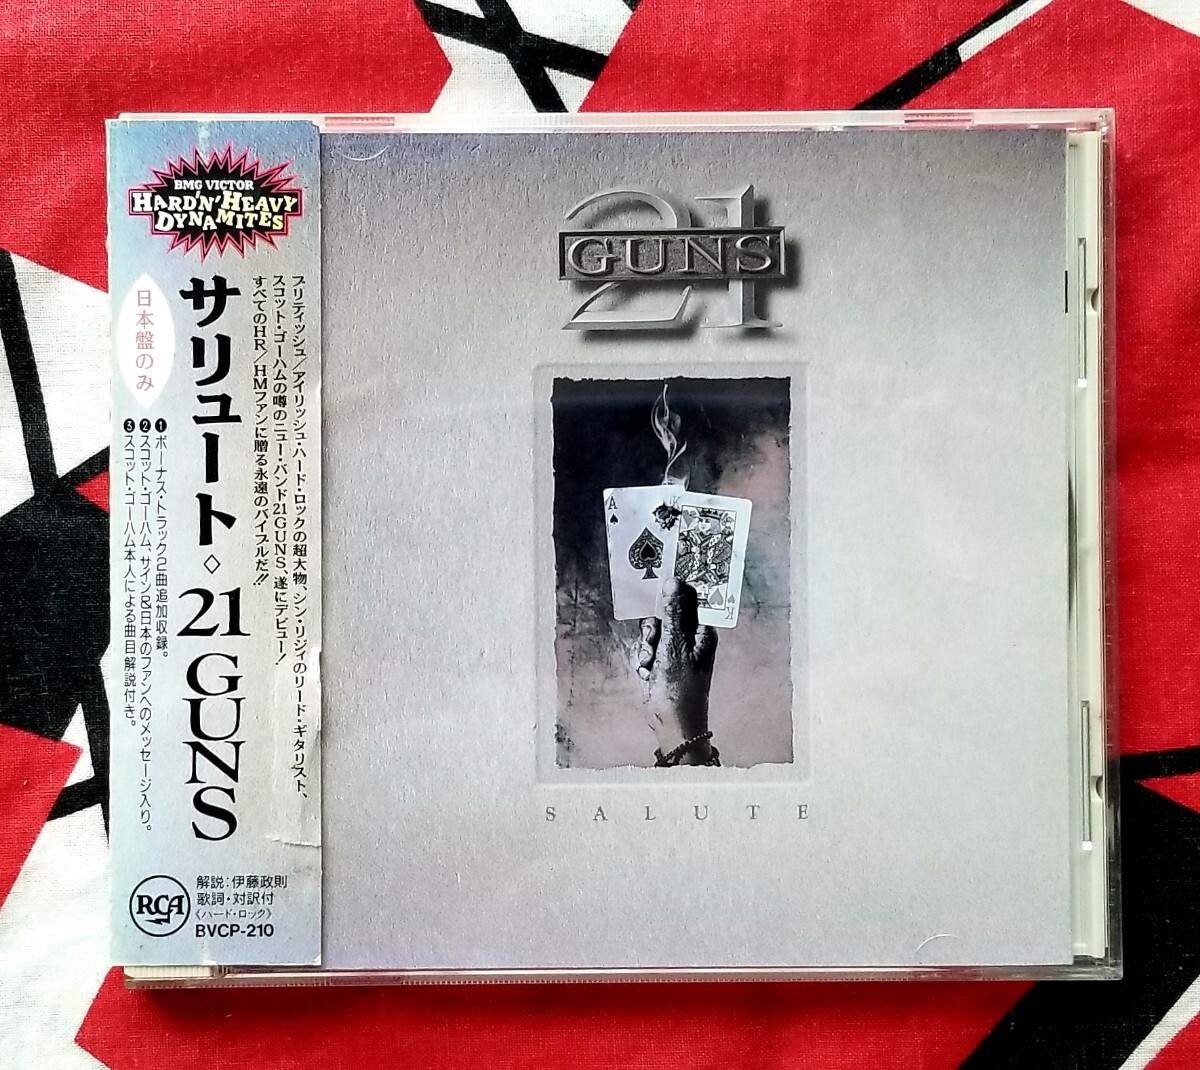 BMG VICTOR
HARD'N'HEAVY
DYNAMITES
日本盤のみ
サリュート◇21 GUNS
ブリティッシュ/アイリッシュ・ハード・ロックの超大物、シン・リジィのリード・ギタリスト、
スコット・ゴーハムの噂のニュー・バンド21GUNS、遂にデビュー!
すべてのHR/HMファンに贈る永遠のバイブルだ!!
❶ボーナス・トラック2曲追加収録。
❷スコット・ゴーハム、サイン&日本のファンへのメッセージ入り。
❸スコット・ゴーハム本人による曲目解説付き。
RCA
解説:伊藤政則
歌詞・対訳付
《ハード・ロック》
BVCP-210
21
GUNS
A
K
K
SALUTE